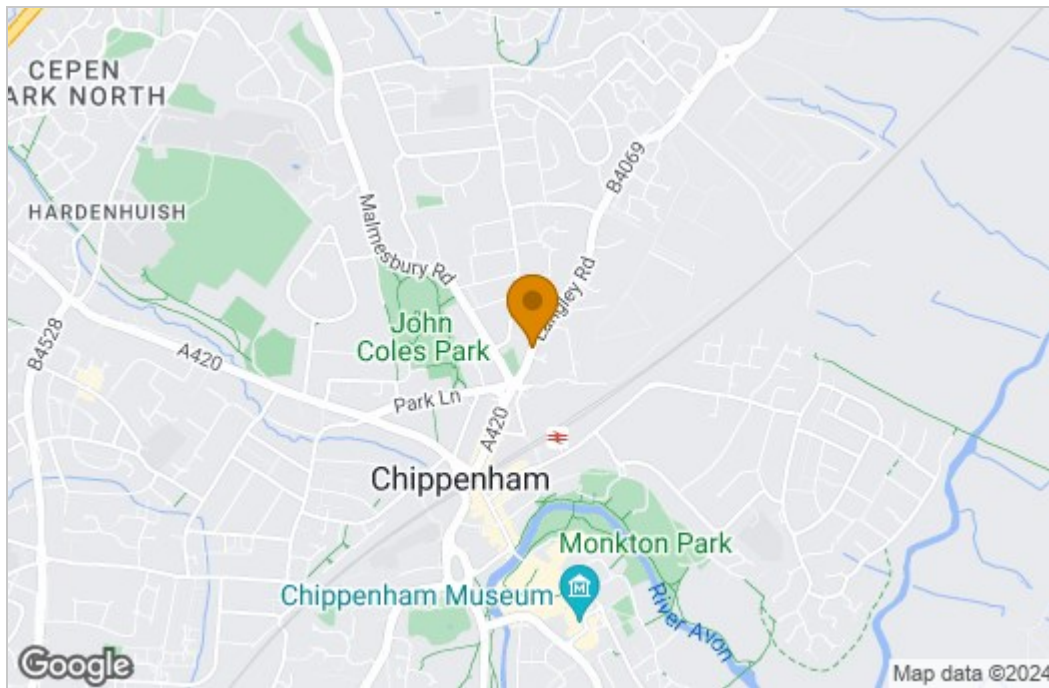 CEPEN
ARK NORTH
HARDENHUISH
B4069
Malmesbury Rd
Langley Rd
John
Coles Park
B4528
A420
Park Ln
A420
Chippenham
Monkton Park
Chippenham Museum
River Avon
Google
Map data ©2024